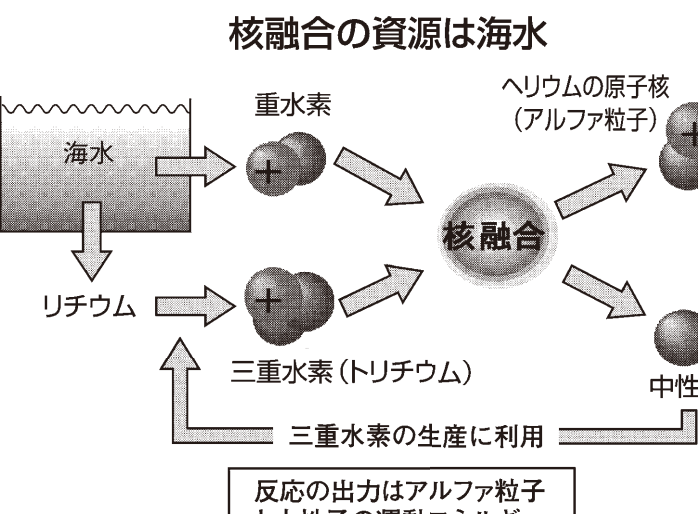 核融合の資源は海水
重水素
ヘリウムの原子核
（アルファ粒子）
海水
核融合
リチウム
三重水素（トリチウム）
中性
三重水素の生産に利用
反応の出力はアルファ粒子